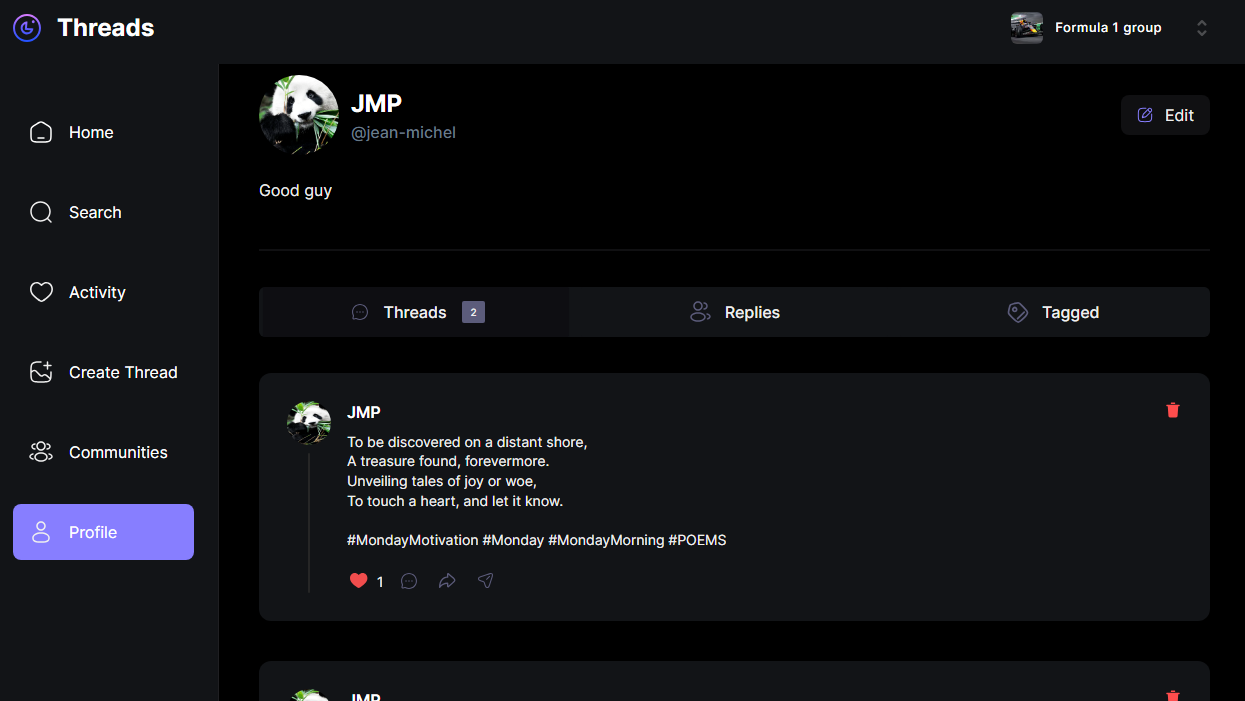 Threads
Formula 1 group
Home
Search
Activity
Create Thread
Communities
Profile
JMP
@jean-michel
Edit
Good guy
Threads 2
Replies
Tagged
JMP
To be discovered on a distant shore,
A treasure found, forevermore.
Unveiling tales of joy or woe,
To touch a heart, and let it know.
#MondayMotivation #Monday #MondayMorning #POEMS
1
JMP